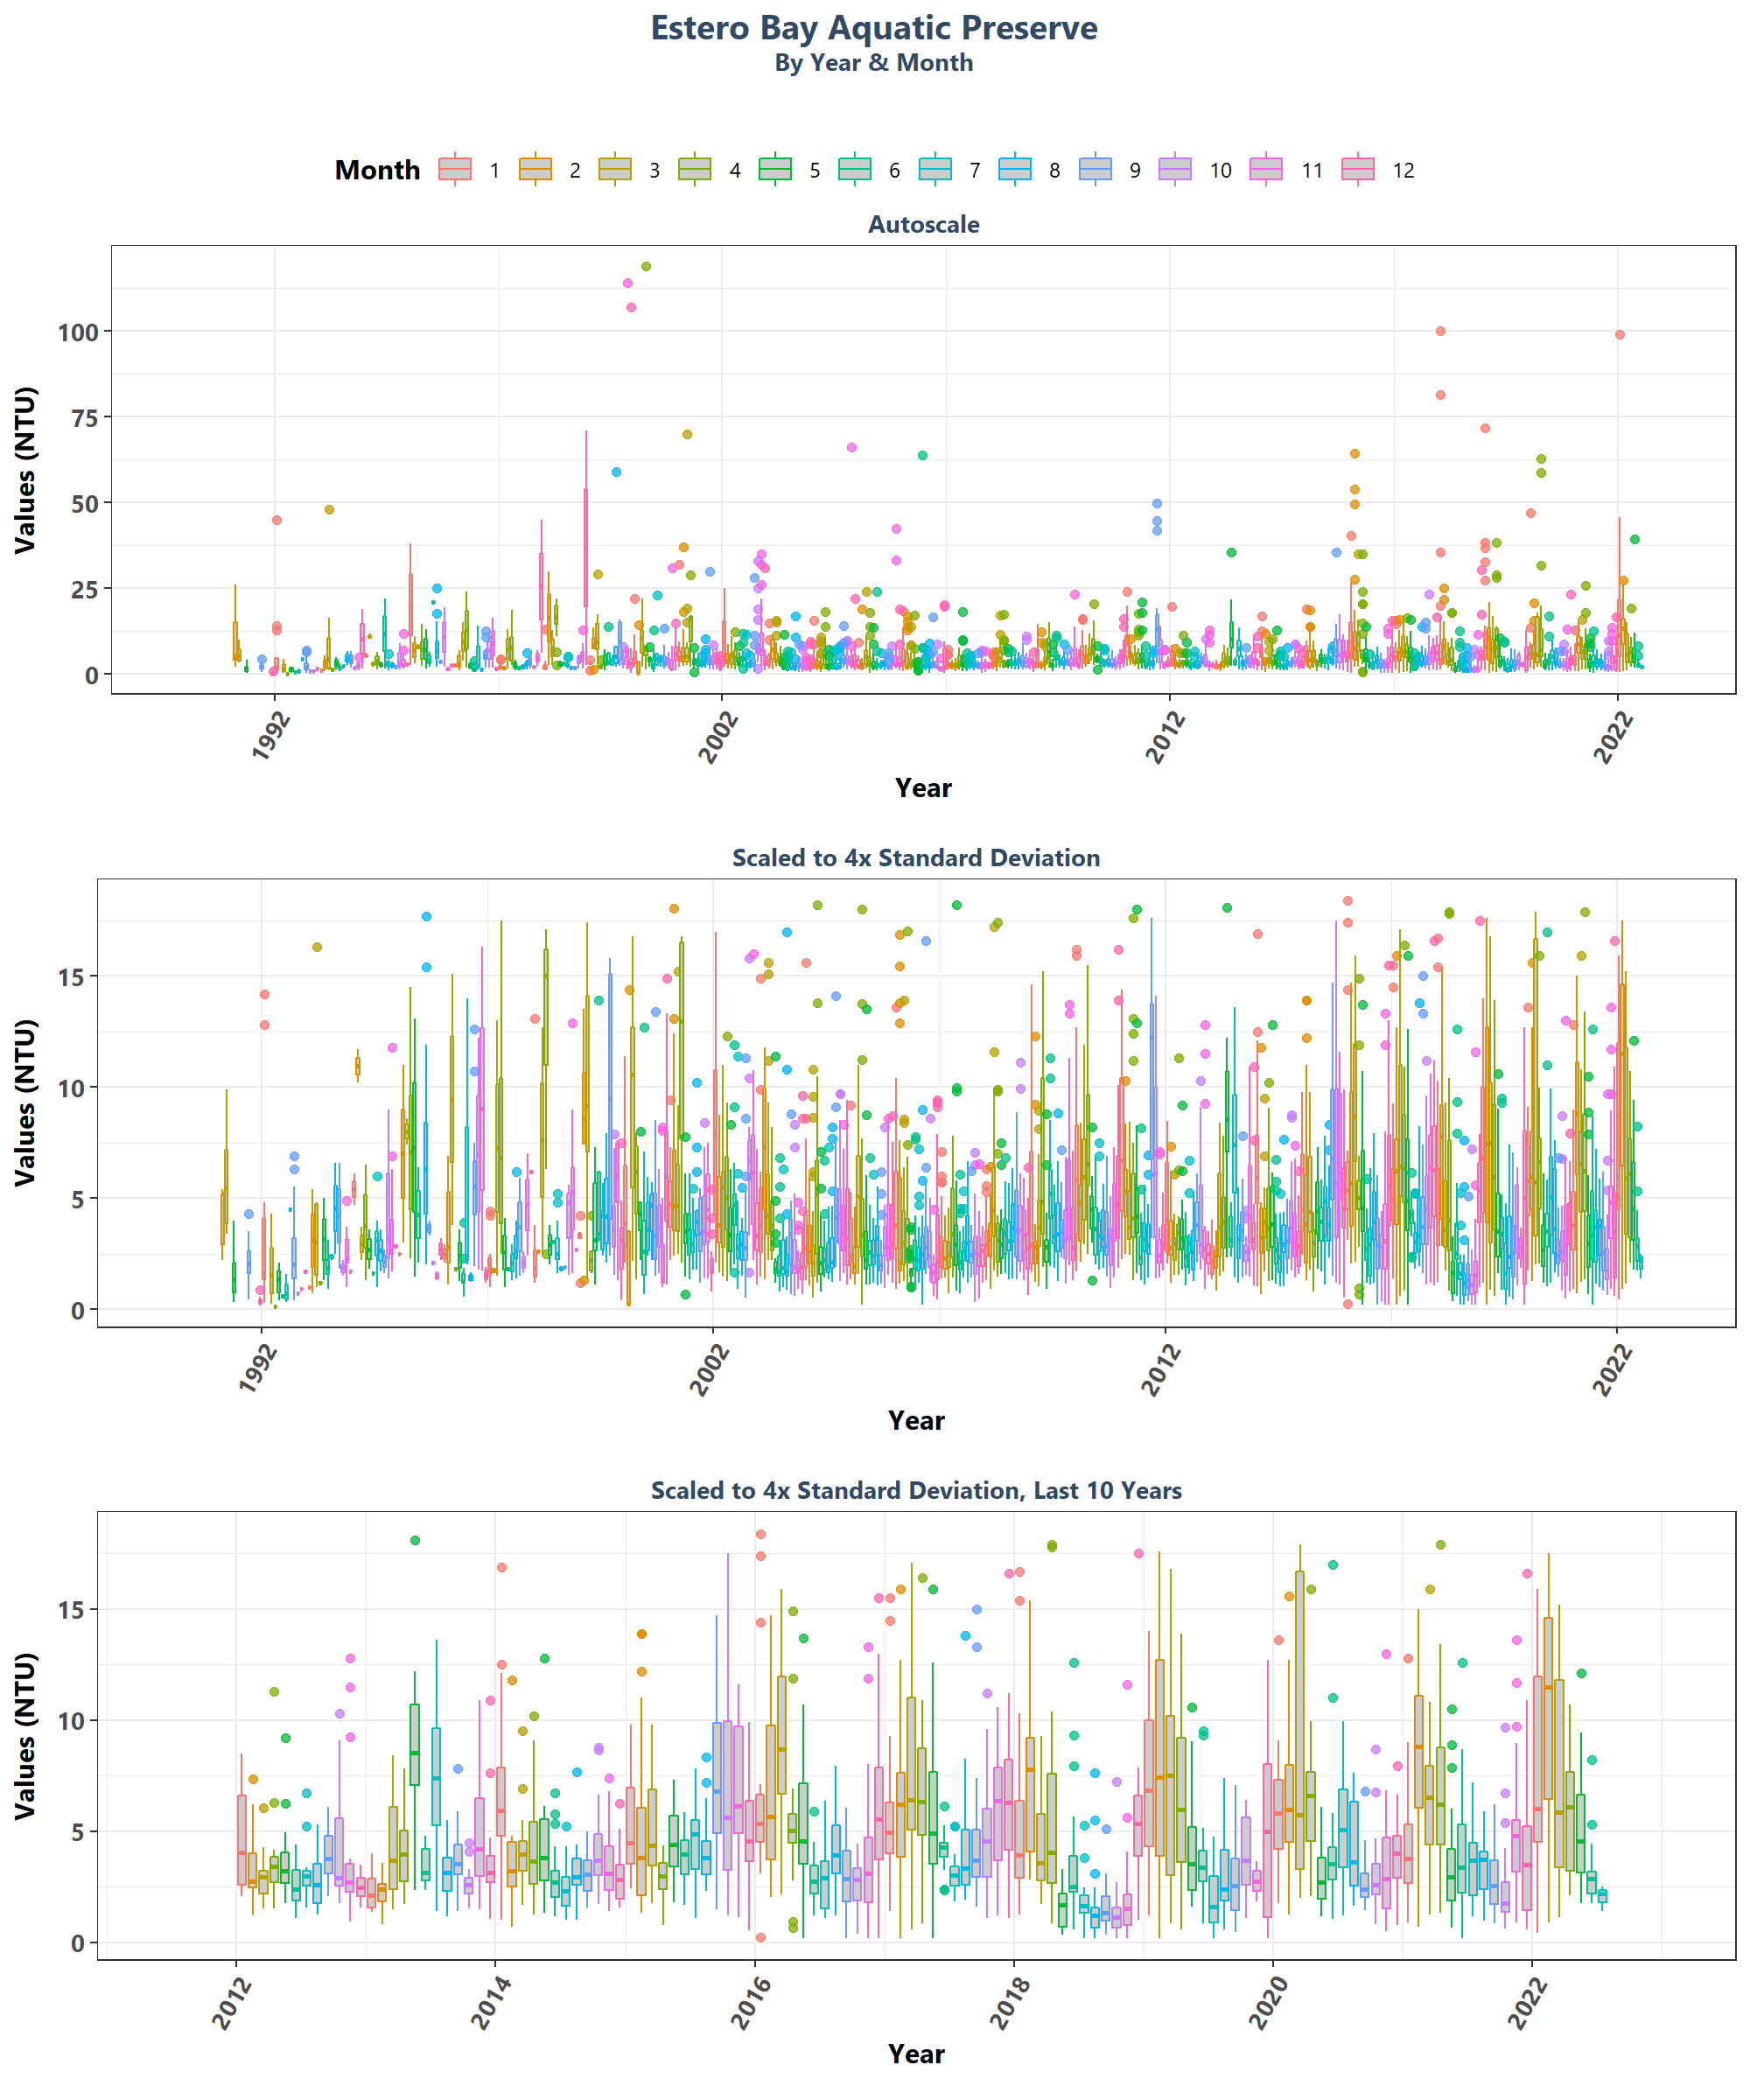 Estero Bay Aquatic Preserve
By Year & Month
Month 1 2 3 4 5 6 7 8 9 10 11 12
Autoscale
Values (NTU)
100
75
50
25
0
1992 2002 2012 2022
Year
Scaled to 4x Standard Deviation
Values (NTU)
15
10
5
0
1992 2002 2012 2022
Year
Scaled to 4x Standard Deviation, Last 10 Years
Values (NTU)
15
10
5
0
2012 2014 2016 2018 2020 2022
Year